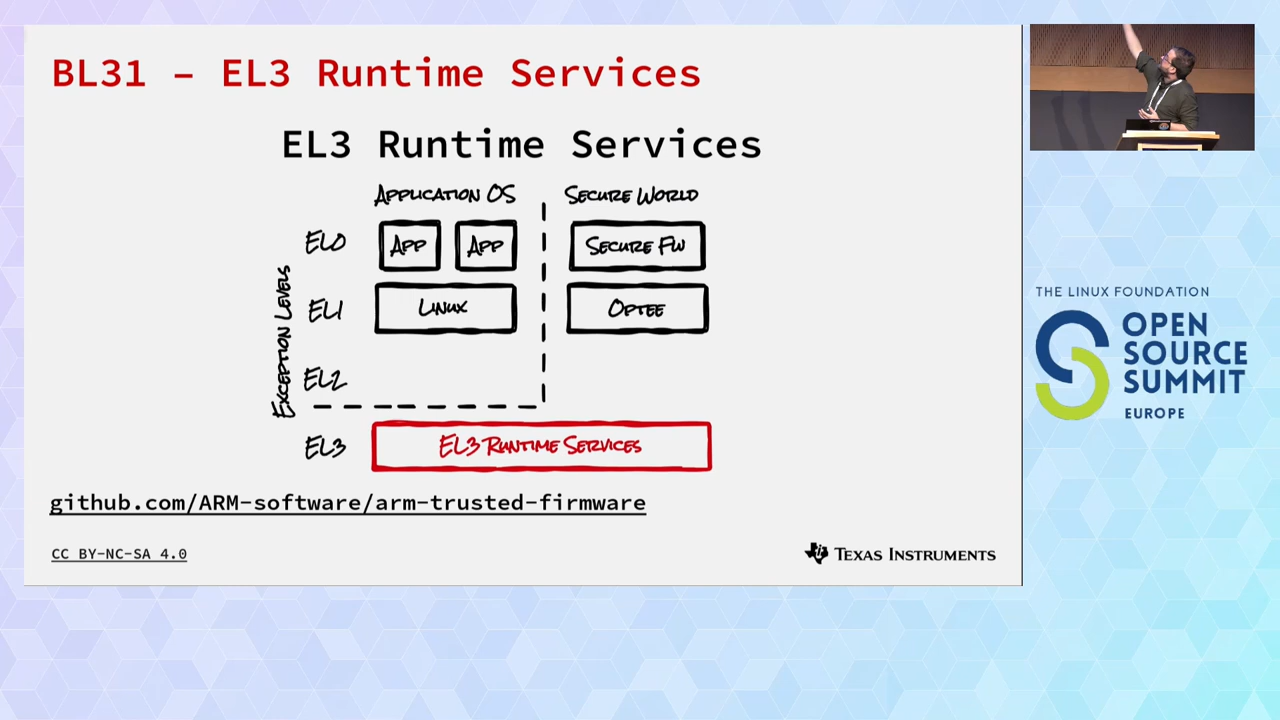 BL31 – EL3 Runtime Services
EL3 Runtime Services
APPLICATION OS
SECURE WORLD
EXCEPTION LEVELS
EL0
APP
APP
SECURE FW
EL1
LINUX
OPTEE
EL2
EL3
EL3 RUNTIME SERVICES
github.com/ARM-software/arm-trusted-firmware
CC BY-NC-SA 4.0
TEXAS INSTRUMENTS
THE LINUX FOUNDATION
OPEN
SOURCE
SUMMIT
EUROPE